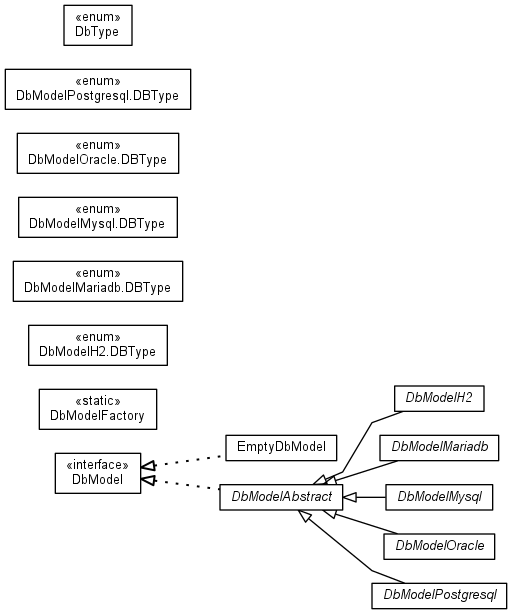 «enum»
DbType
«enum»
DbModelPostgresql.DBType
«enum»
DbModelOracle.DBType
«enum»
DbModelMysql.DBType
«enum»
DbModelMariadb.DBType
«enum»
DbModelH2.DBType
«static»
DbModelFactory
«interface»
DbModel
EmptyDbModel
DbModelAbstract
DbModelH2
DbModelMariadb
DbModelMysql
DbModelOracle
DbModelPostgresql